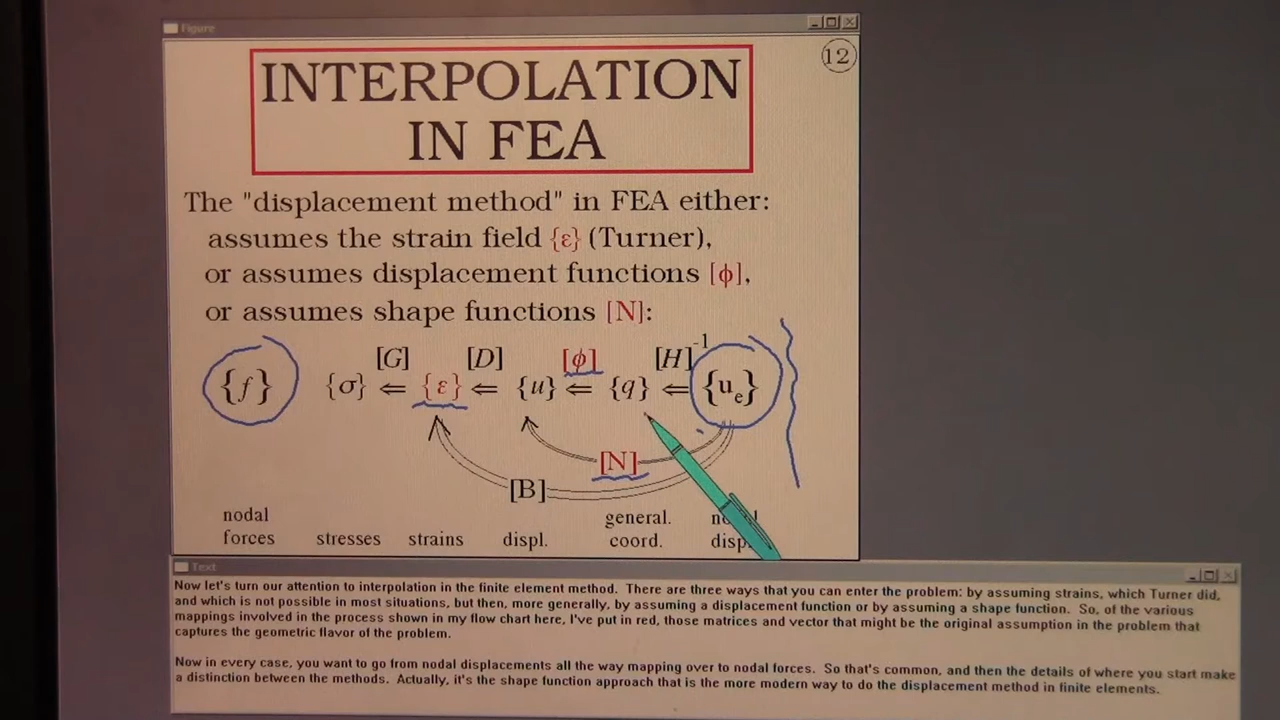 Figure
12
INTERPOLATION
IN FEA
The "displacement method" in FEA either:
assumes the strain field {ε} (Turner),
or assumes displacement functions [ϕ],
or assumes shape functions [N]:
[G] [D] [ϕ] [H]⁻¹
{f} {σ} ⇐ {ε} ⇐ {u} ⇐ {q} ⇐ {uₑ}
[N]
[B]
nodal general.
forces stresses strains displ. coord. disp
Text
Now let's turn our attention to interpolation in the finite element method. There are three ways that you can enter the problem: by assuming strains, which Turner did,
and which is not possible in most situations, but then, more generally, by assuming a displacement function or by assuming a shape function. So, of the various
mappings involved in the process shown in my flow chart here, I've put in red, those matrices and vector that might be the original assumption in the problem that
captures the geometric flavor of the problem.
Now in every case, you want to go from nodal displacements all the way mapping over to nodal forces. So that's common, and then the details of where you start make
a distinction between the methods. Actually, it's the shape function approach that is the more modern way to do the displacement method in finite elements.